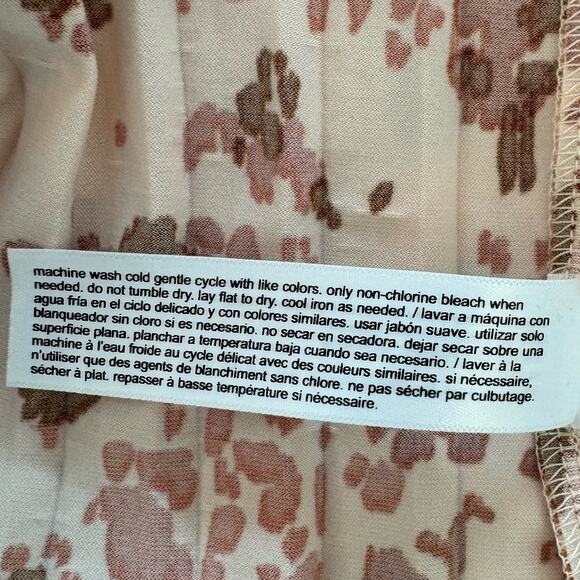 machine wash cold gentle cycle with like colors. only non-chlorine bleach when
needed. do not tumble dry. lay flat to dry. cool iron as needed. / lavar a máquina con
agua fría en el ciclo delicado y con colores similares. usar jabón suave. utilizar solo
blanqueador sin cloro si es necesario. no secar en secadora. dejar secar sobre una
superficie plana. planchar a temperatura baja cuando sea necesario. / laver à la
machine à l'eau froide au cycle délicat avec des couleurs similaires. si nécessaire,
n'utiliser que des agents de blanchiment sans chlore. ne pas sécher par culbutage.
sécher à plat. repasser à basse température si nécessaire.